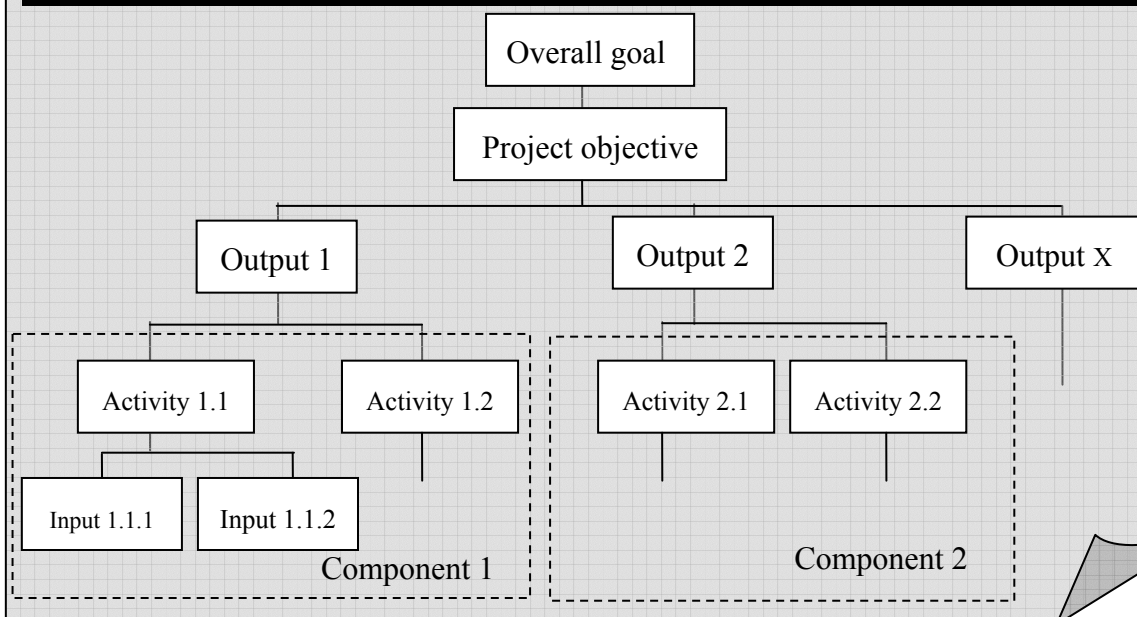 Overall goal
Project objective
Output 1
Output 2
Output X
Activity 1.1
Activity 1.2
Activity 2.1
Activity 2.2
Input 1.1.1
Input 1.1.2
Component 1
Component 2